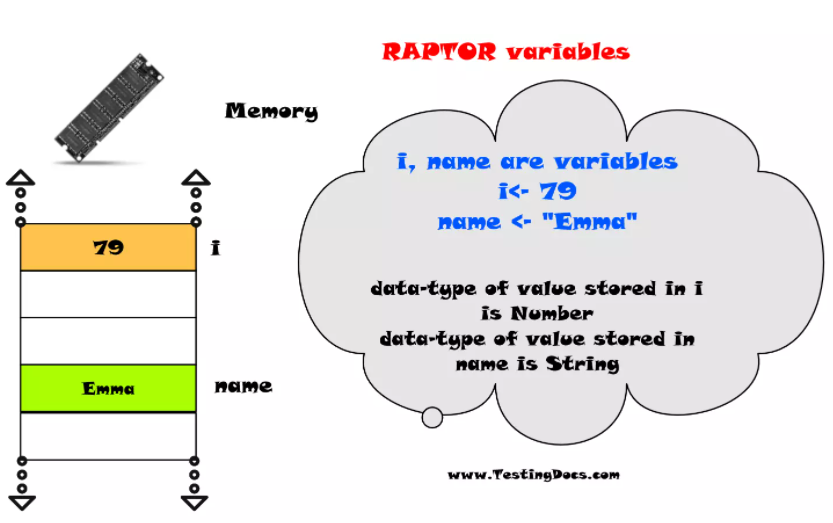 RAPTOR variables
Memory
i, name are variables
i<- 79
name <- "Emma"
79
i
data-type of value stored in i
is Number
data-type of value stored in
name is String
Emma
name
www.TestingDocs.com